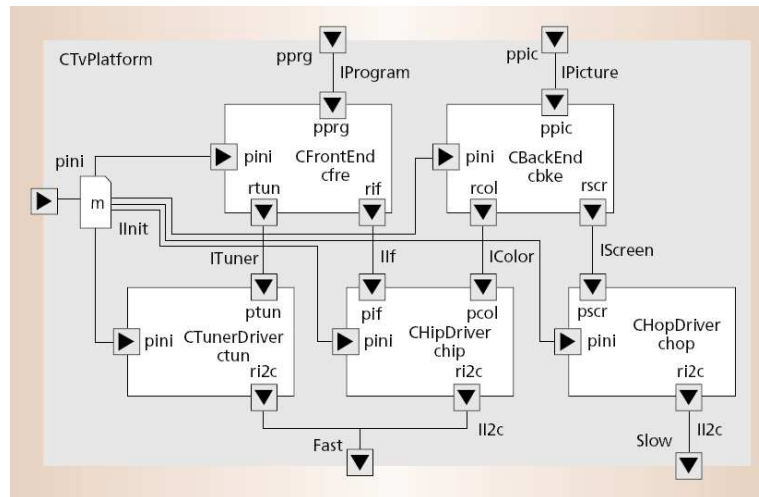 pprg
ppic
CTvPlatform
IProgram
IPicture
pprg
ppic
pini
pini
CFrontEnd
cfre
pini
CBackEnd
cbke
rtun
rif
rcol
rscr
m
IInit
ITuner
IIf
IColor
IScreen
ptun
pif
pcol
pscr
pini
CTunerDriver
ctun
pini
CHipDriver
chip
pini
CHopDriver
chop
ri2c
ri2c
ri2c
Fast
II2c
Slow
II2c